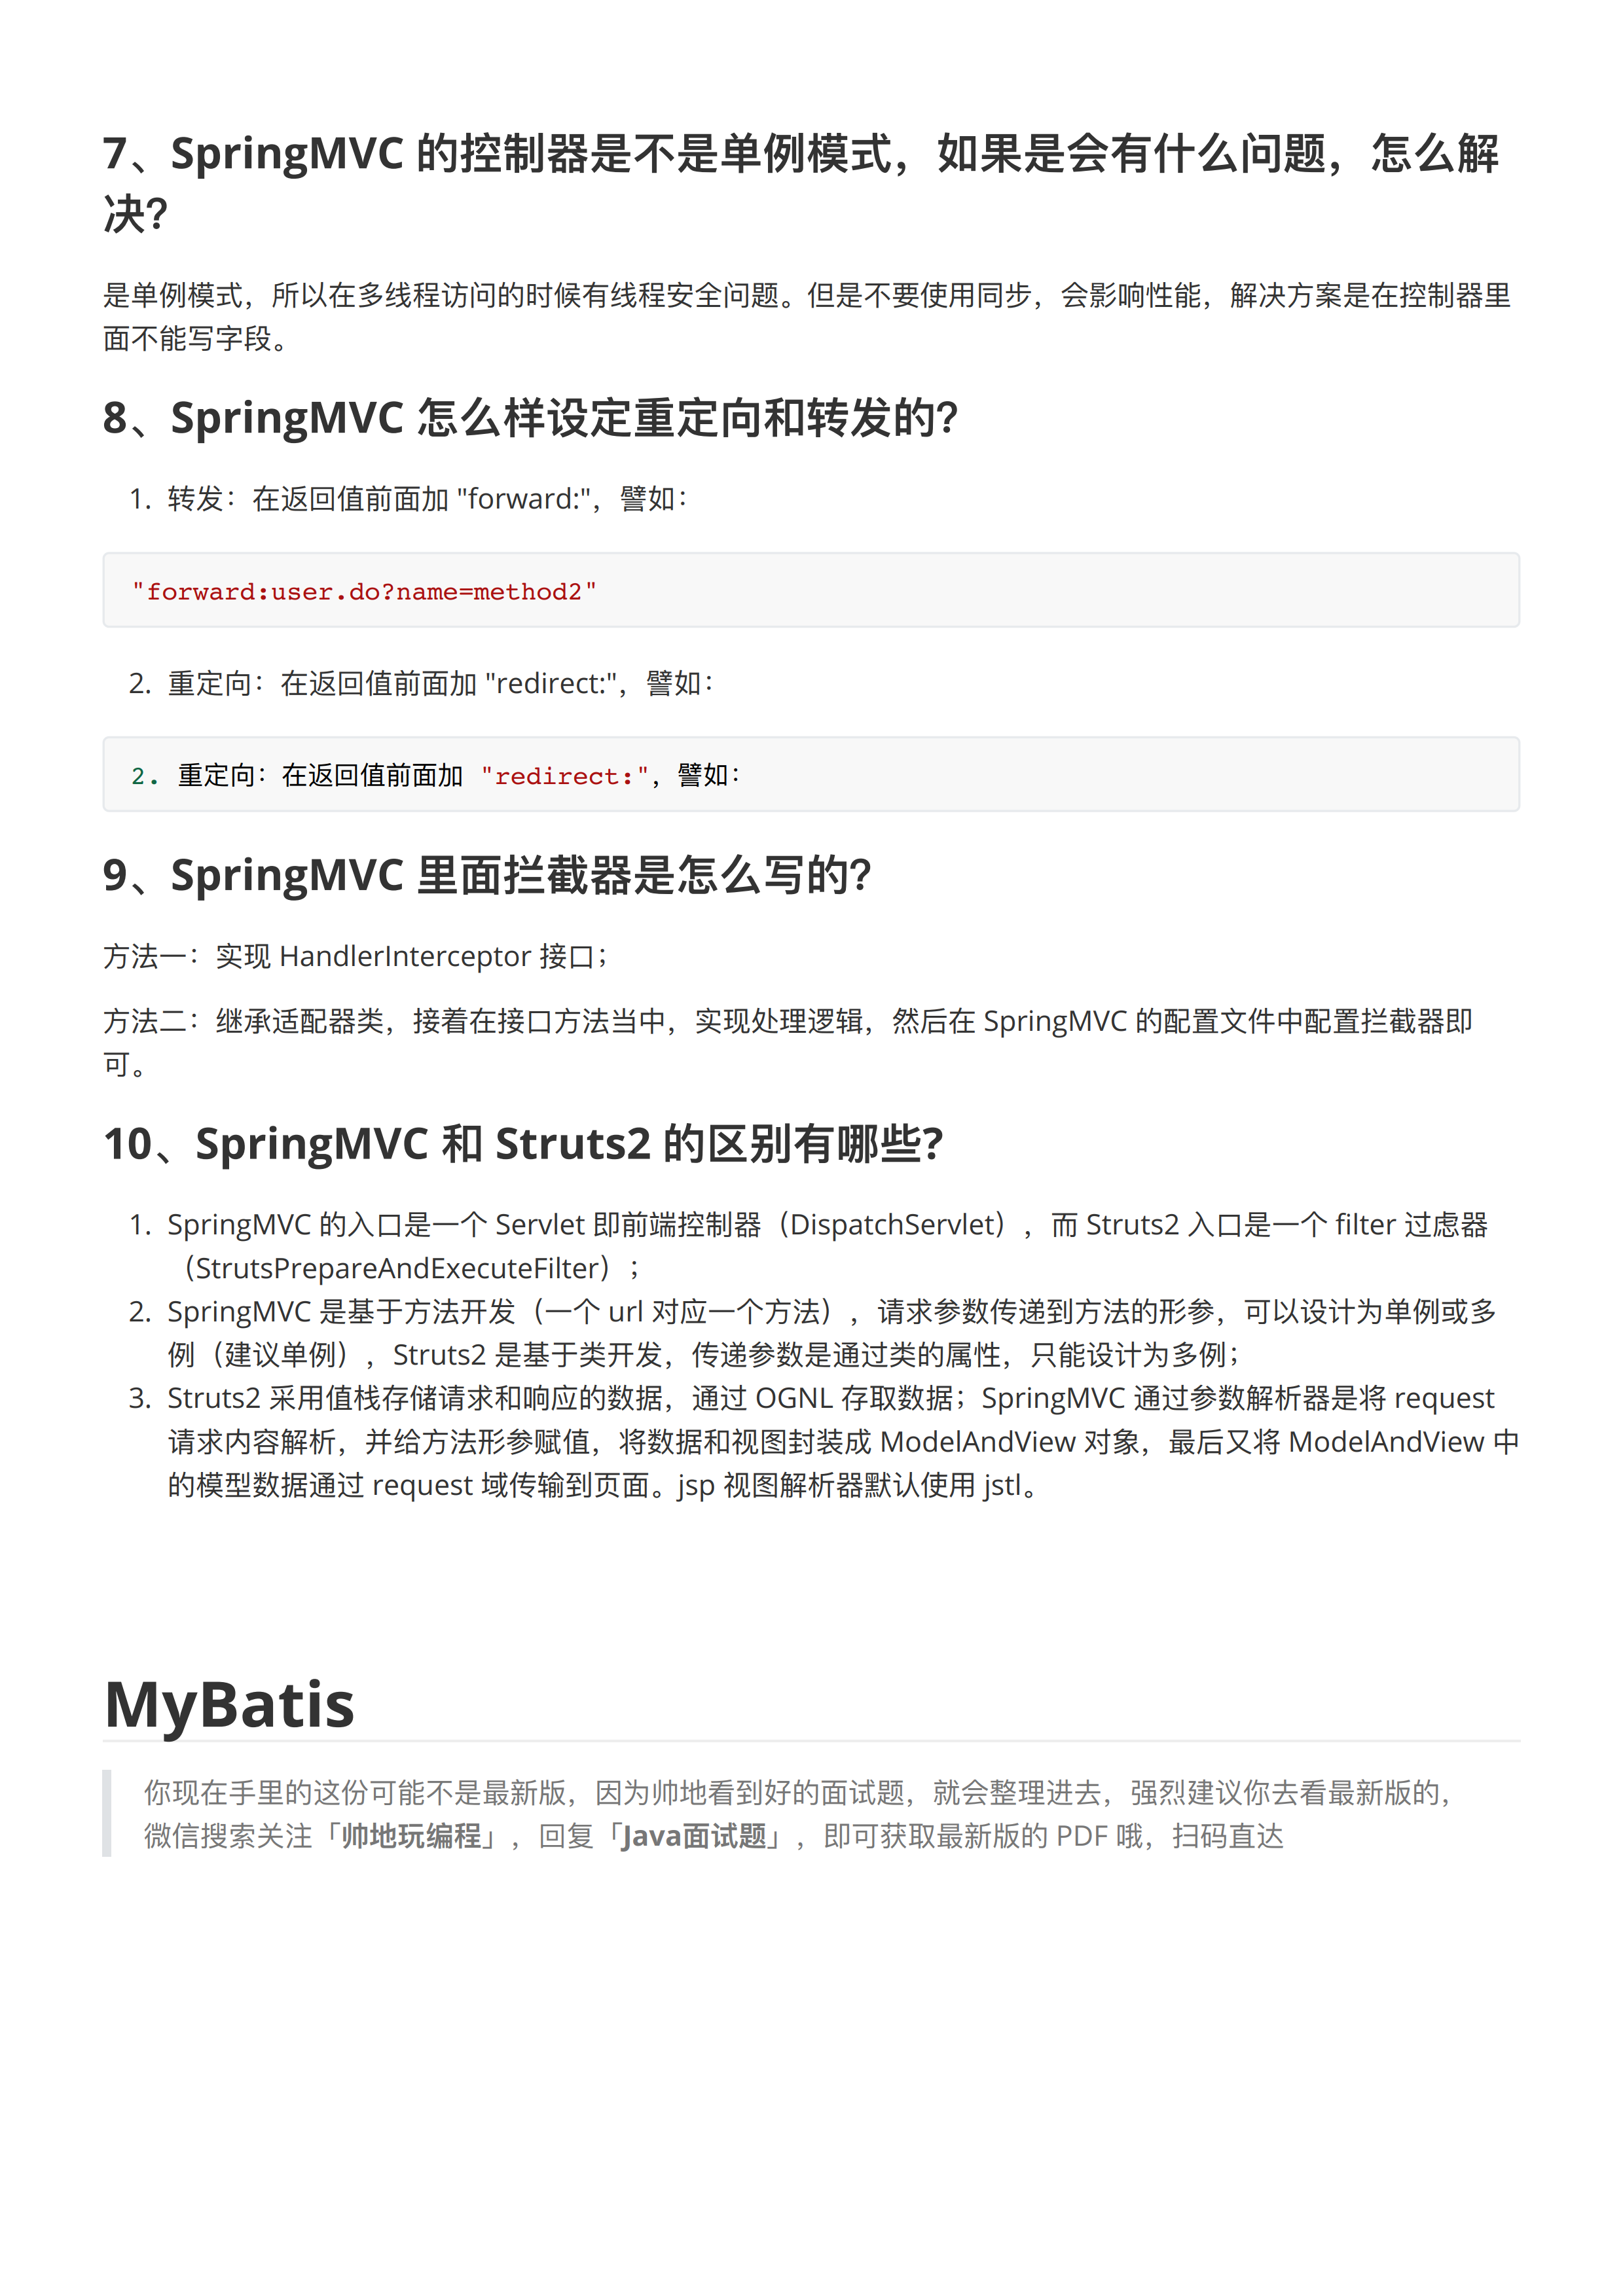 7、SpringMVC 的控制器是不是单例模式，如果是会有什么问题，怎么解
决？
是单例模式，所以在多线程访问的时候有线程安全问题。但是不要使用同步，会影响性能，解决方案是在控制器里
面不能写字段。
8、SpringMVC 怎么样设定重定向和转发的？
1. 转发：在返回值前面加 "forward:"，譬如：
"forward:user.do?name=method2"
2. 重定向：在返回值前面加 "redirect:"，譬如：
2. 重定向：在返回值前面加 "redirect:"，譬如：
9、SpringMVC 里面拦截器是怎么写的？
方法一：实现 HandlerInterceptor 接口；
方法二：继承适配器类，接着在接口方法当中，实现处理逻辑，然后在 SpringMVC 的配置文件中配置拦截器即
可。
10、SpringMVC 和 Struts2 的区别有哪些?
1. SpringMVC 的入口是一个 Servlet 即前端控制器（DispatchServlet），而 Struts2 入口是一个 filter 过虑器
（StrutsPrepareAndExecuteFilter）；
2. SpringMVC 是基于方法开发（一个 url 对应一个方法），请求参数传递到方法的形参，可以设计为单例或多
例（建议单例），Struts2 是基于类开发，传递参数是通过类的属性，只能设计为多例；
3. Struts2 采用值栈存储请求和响应的数据，通过 OGNL 存取数据；SpringMVC 通过参数解析器是将 request
请求内容解析，并给方法形参赋值，将数据和视图封装成 ModelAndView 对象，最后又将 ModelAndView 中
的模型数据通过 request 域传输到页面。jsp 视图解析器默认使用 jstl。
MyBatis
你现在手里的这份可能不是最新版，因为帅地看到好的面试题，就会整理进去，强烈建议你去看最新版的，
微信搜索关注「帅地玩编程」，回复「Java面试题」，即可获取最新版的 PDF 哦，扫码直达